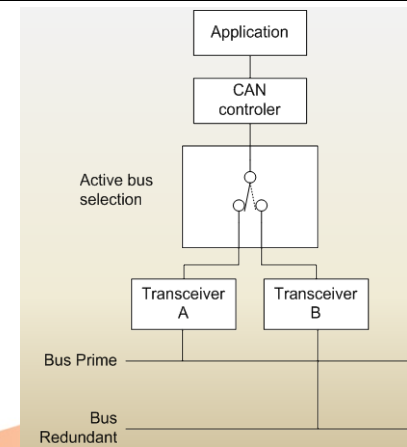 Application
CAN
controler
Active bus
selection
Transceiver
A
Transceiver
B
Bus Prime
Bus
Redundant